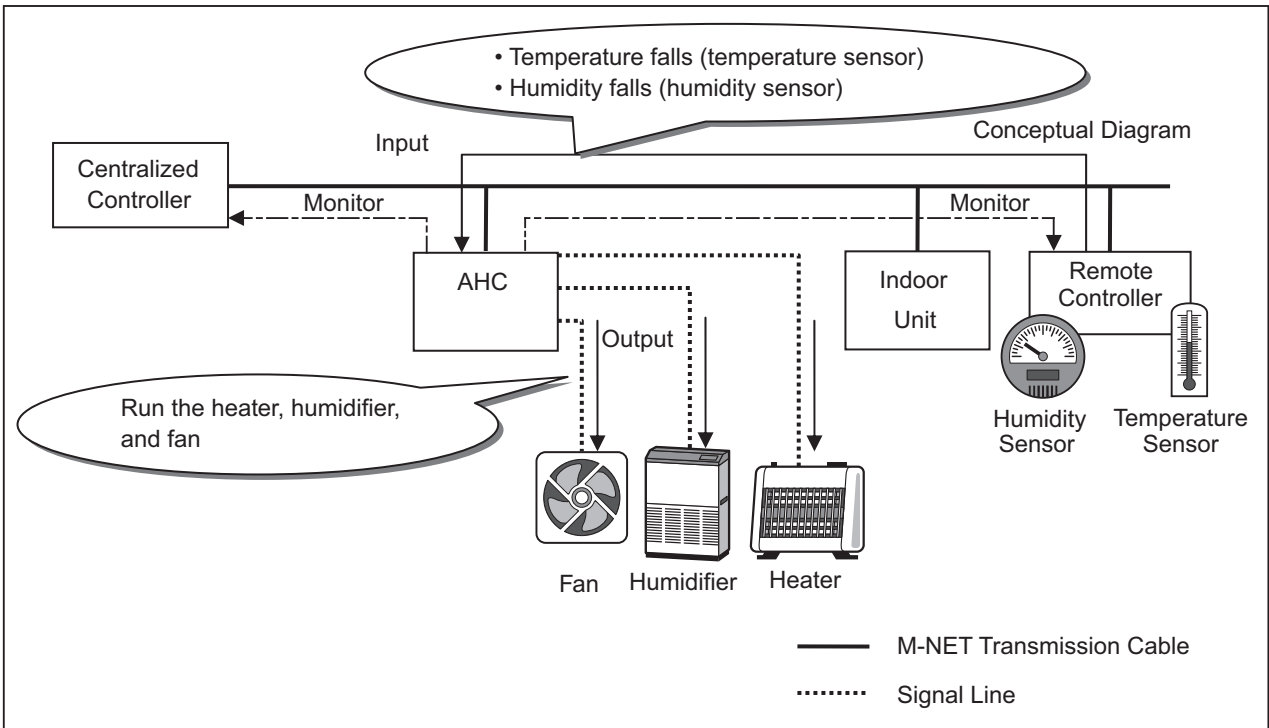 • Temperature falls (temperature sensor)
• Humidity falls (humidity sensor)
Input
Conceptual Diagram
Centralized
Controller
Monitor
Monitor
AHC
Indoor
Unit
Remote
Controller
Output
Run the heater, humidifier,
and fan
Humidity
Sensor
Temperature
Sensor
Fan
Humidifier
Heater
M-NET Transmission Cable
Signal Line